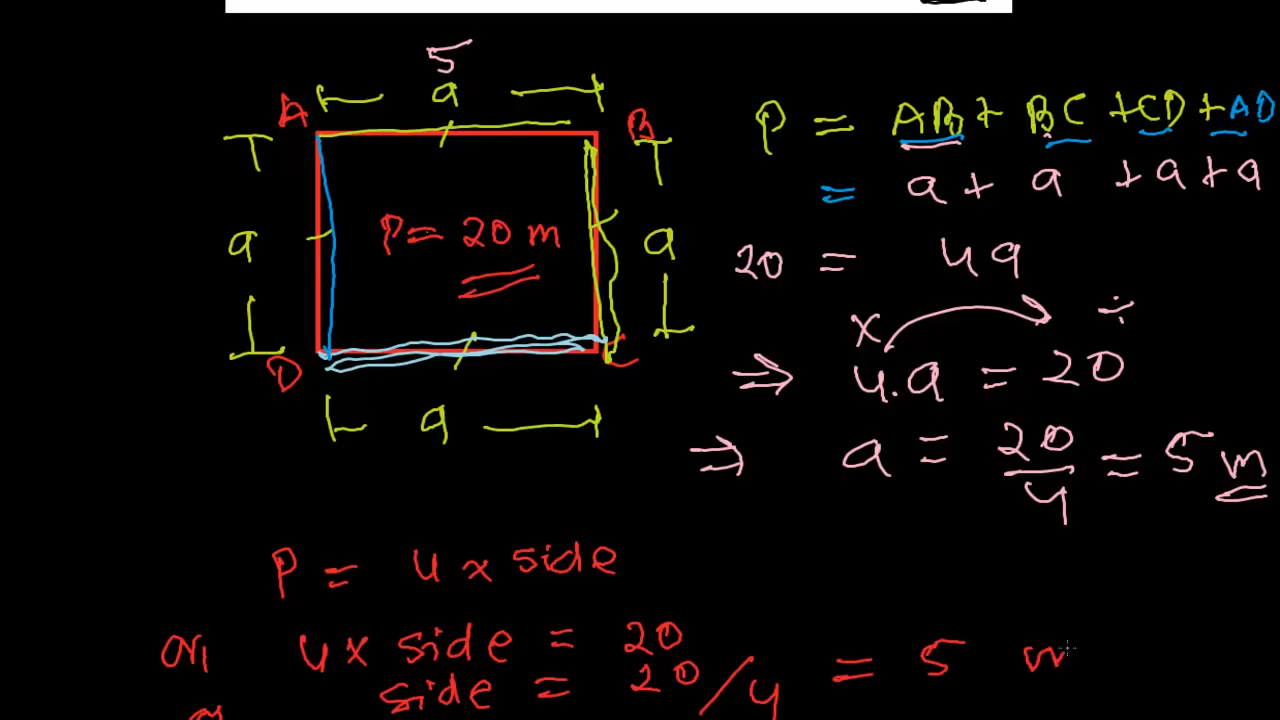 5
a
A
B
a
P = 20 m
a
D
C
a
P = AB + BC + CD + AD
= a + a + a + a
20 = 4a
x ÷
⇒ 4.a = 20
⇒ a = 20/4 = 5 m
P = 4 x side
or, 4 x side = 20
side = 20/4 = 5 m